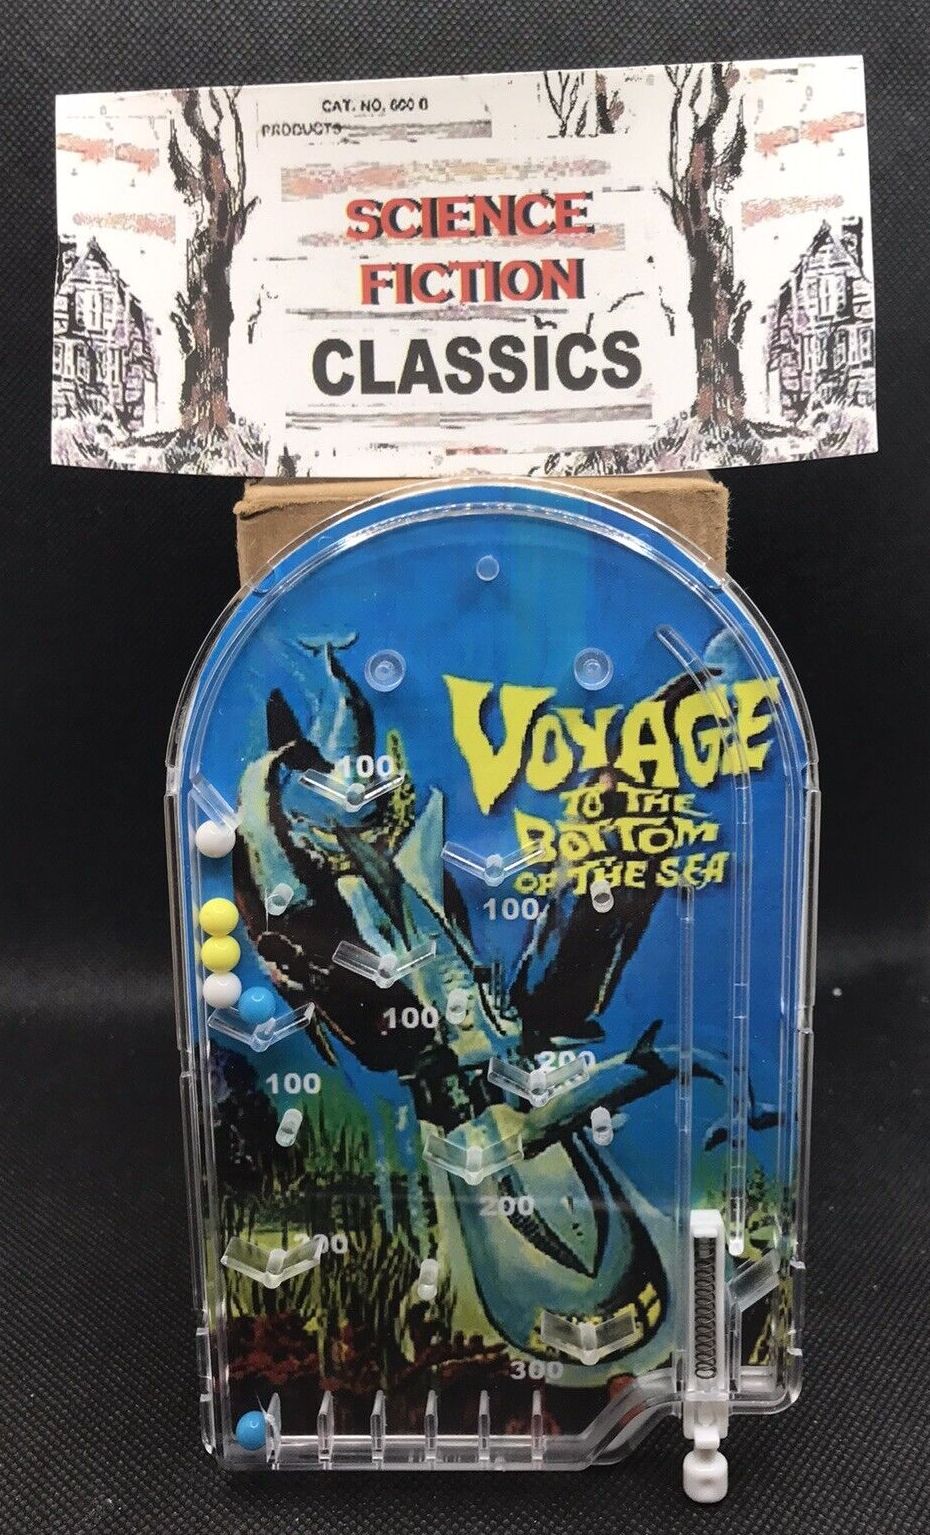 CAT. NO, 600 0
PRODUCTS
SCIENCE
FICTION
CLASSICS
VOYAGE
TO THE
BOTTOM
OF THE SEA
100
100
100
200
100
200
200
300